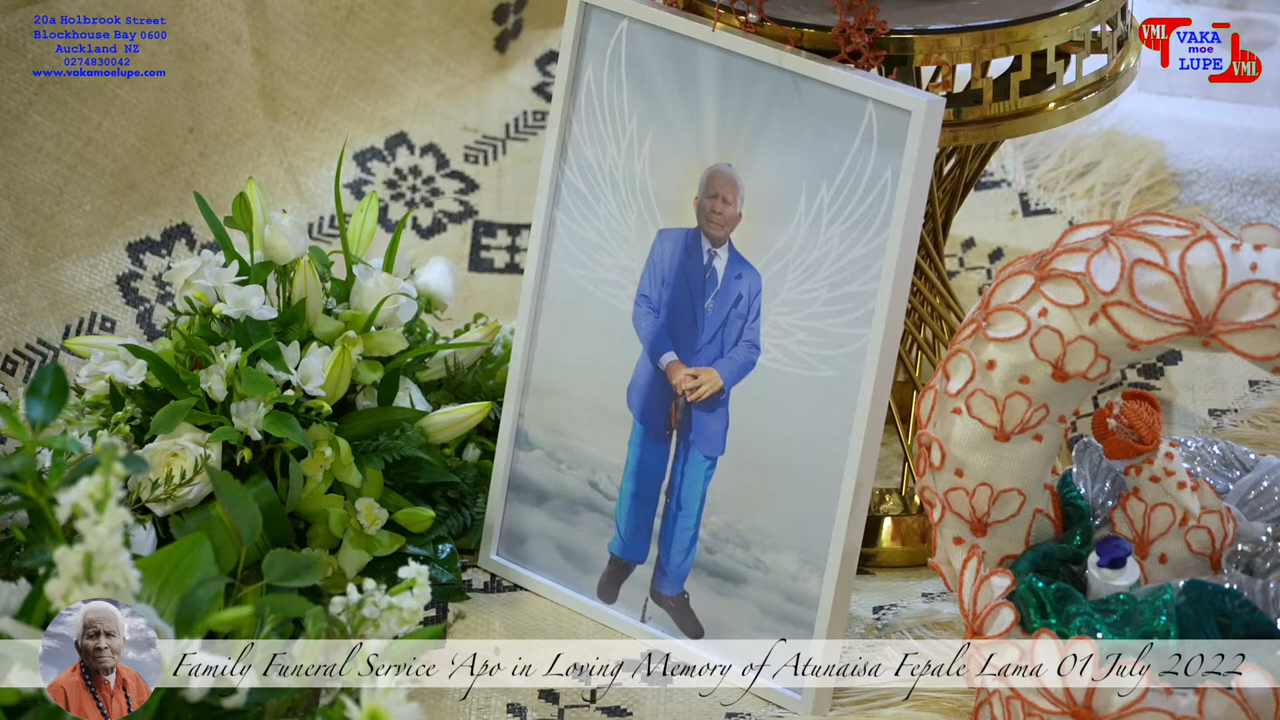 20a Holbrook Street
Blockhouse Bay 0600
Auckland NZ
0274830042
www.vakamoelupe.com
VML
VAKA
moe
LUPE
VML
Family Funeral Service 'Apo in Loving Memory of Atunaisa Fepale Lama 01 July 2022